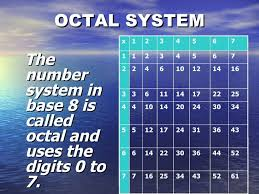 OCTAL SYSTEM
The
number
system in
base 8 is
called
octal and
uses the
digits 0 to
7.
x 1 2 3 4 5 6 7
1 1 2 3 4 5 6 7
2 2 4 6 10 12 14 16
3 3 6 11 14 17 22 25
4 4 10 14 20 24 30 34
5 5 12 17 24 31 36 43
6 6 14 22 30 36 44 52
7 7 16 25 34 43 52 61